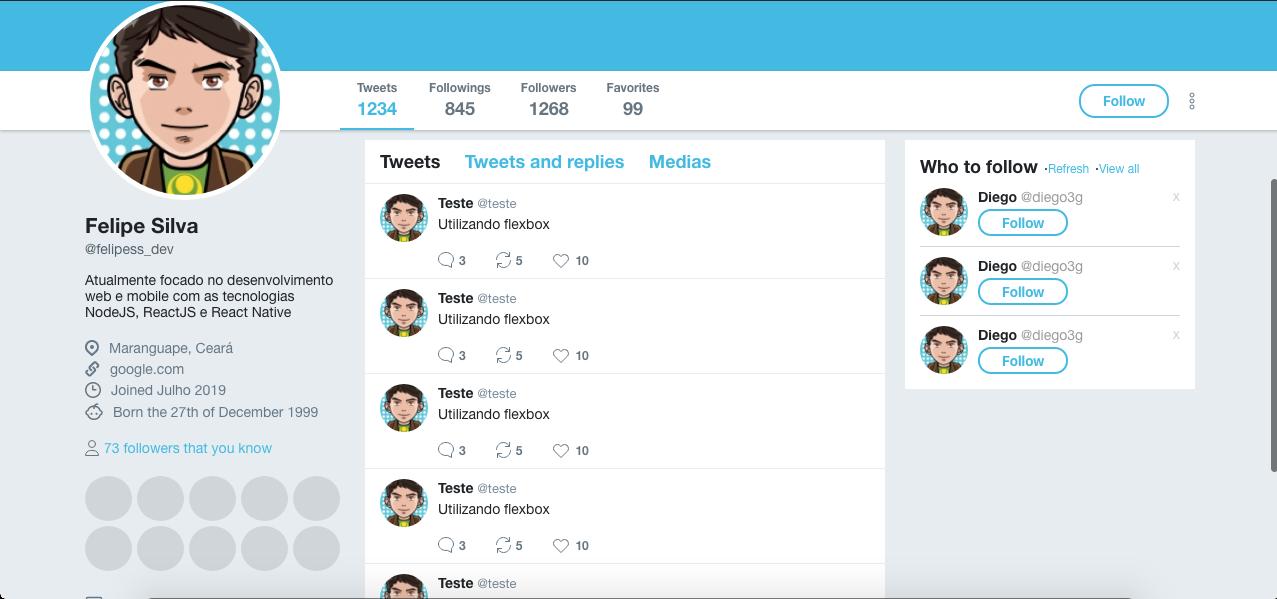 Tweets Followings Followers Favorites
1234 845 1268 99
Follow
Felipe Silva
@felipess_dev
Atualmente focado no desenvolvimento
web e mobile com as tecnologias
NodeJS, ReactJS e React Native
Maranguape, Ceará
google.com
Joined Julho 2019
Born the 27th of December 1999
73 followers that you know
Tweets Tweets and replies Medias
Teste @teste
Utilizando flexbox
3 5 10
Teste @teste
Utilizando flexbox
3 5 10
Teste @teste
Utilizando flexbox
3 5 10
Teste @teste
Utilizando flexbox
3 5 10
Teste @teste
Who to follow ·Refresh ·View all
Diego @diego3g x
Follow
Diego @diego3g x
Follow
Diego @diego3g x
Follow